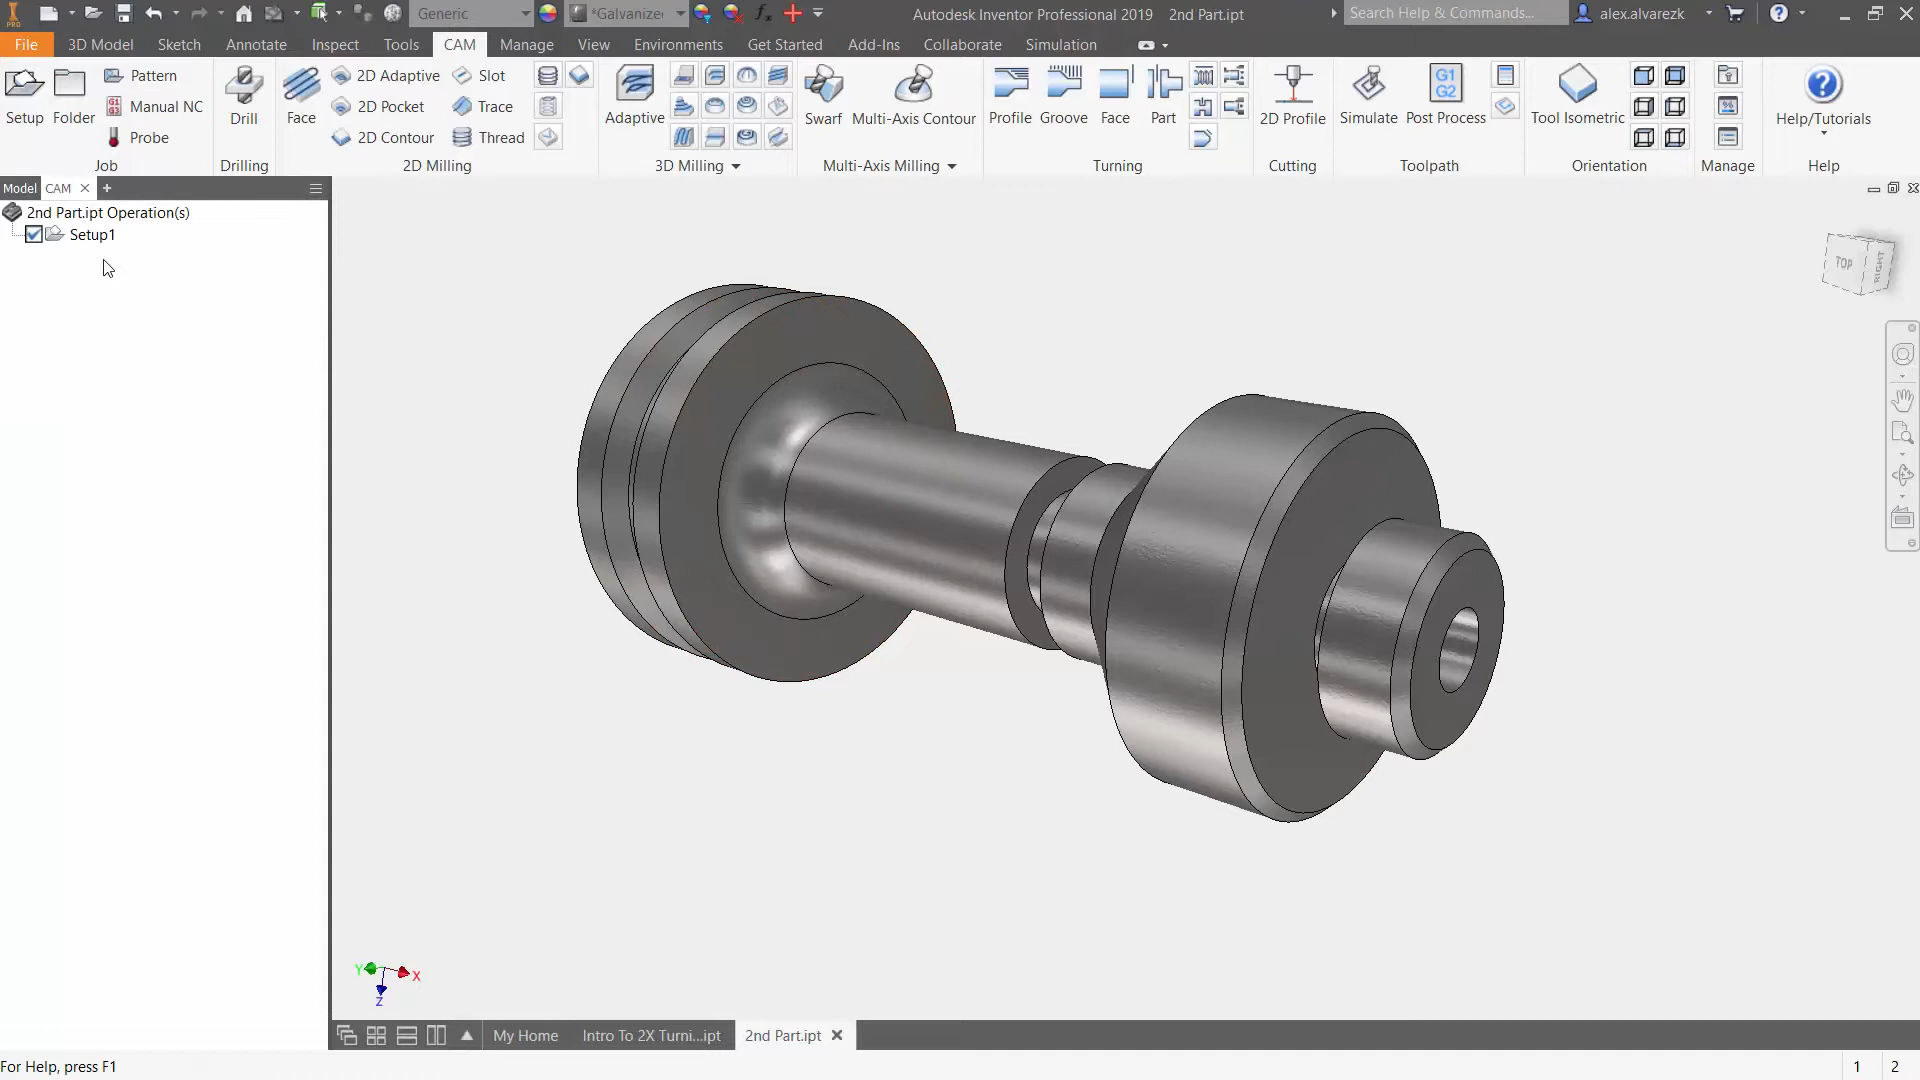 PRO
Generic
*Galvanize
Autodesk Inventor Professional 2019 2nd Part.ipt
Search Help & Commands...
alex.alvarezk
File
3D Model
Sketch
Annotate
Inspect
Tools
CAM
Manage
View
Environments
Get Started
Add-Ins
Collaborate
Simulation
Setup
Folder
Pattern
Manual NC
Probe
Job
Drill
Drilling
Face
2D Adaptive
2D Pocket
2D Contour
Slot
Trace
Thread
2D Milling
Adaptive
3D Milling
Swarf
Multi-Axis Contour
Multi-Axis Milling
Profile
Groove
Face
Part
Turning
2D Profile
Cutting
Simulate
G1
G2
Post Process
Toolpath
Tool Isometric
Orientation
Manage
Help/Tutorials
Help
Model
CAM
2nd Part.ipt Operation(s)
Setup1
TOP
RIGHT
Y
X
Z
My Home
Intro To 2X Turni...ipt
2nd Part.ipt
For Help, press F1
1
2